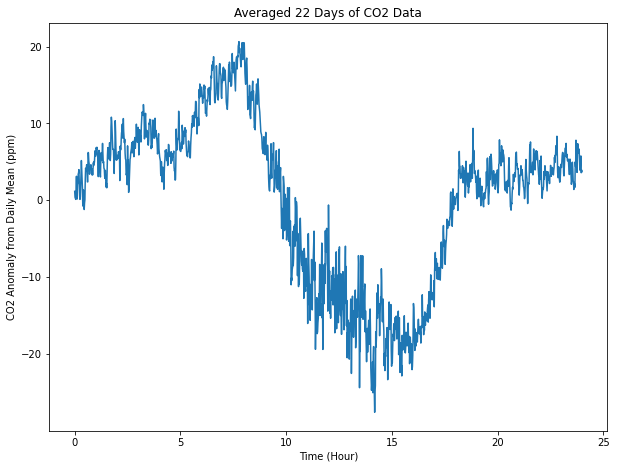 Averaged 22 Days of CO2 Data
CO2 Anomaly from Daily Mean (ppm)
20
10
0
−10
−20
0 5 10 15 20 25
Time (Hour)